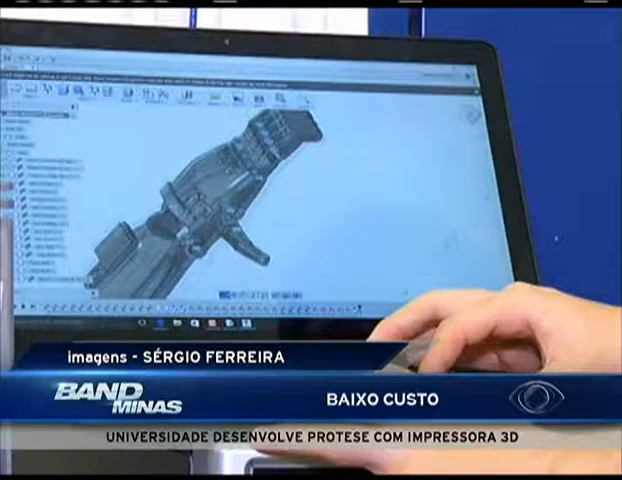 imagens - SÉRGIO FERREIRA
BAND
MINAS
BAIXO CUSTO
UNIVERSIDADE DESENVOLVE PROTESE COM IMPRESSORA 3D